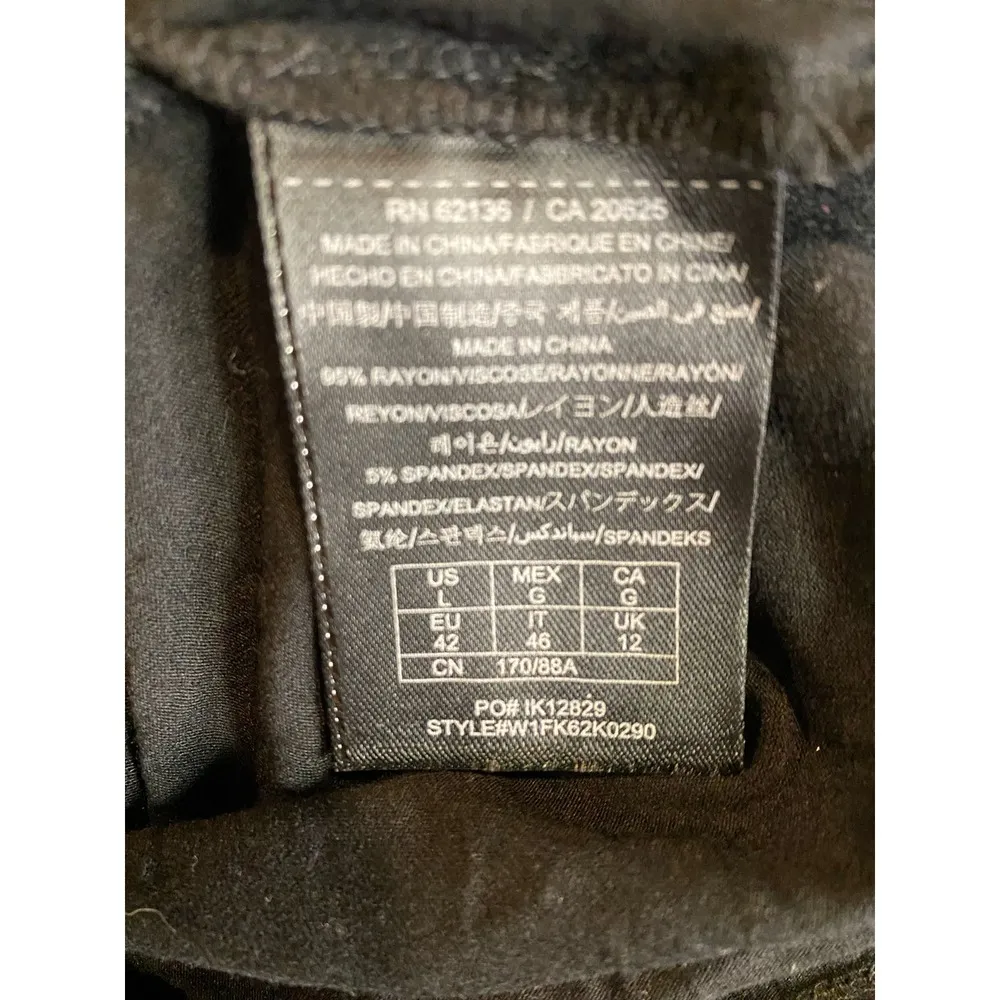 RN 62136 / CA 20625
MADE IN CHINA/FABRIQUE EN CHINE/
HECHO EN CHINA/FABBRICATO IN CINA/
中国製/中国制造/중국 제품/صنع في الصين/
MADE IN CHINA
95% RAYON/VISCOSE/RAYONNE/RAYÓN/
REYON/VISCOSA/レイヨン/人造丝/
레이온/رايون/RAYON
5% SPANDEX/SPANDEX/SPANDEX/
SPANDEX/ELASTAN/スパンデックス/
氨纶/스판덱스/سباندكس/SPANDEKS
US MEX CA
L G G
EU IT UK
42 46 12
CN 170/88A
PO# IK12829
STYLE#W1FK62K0290